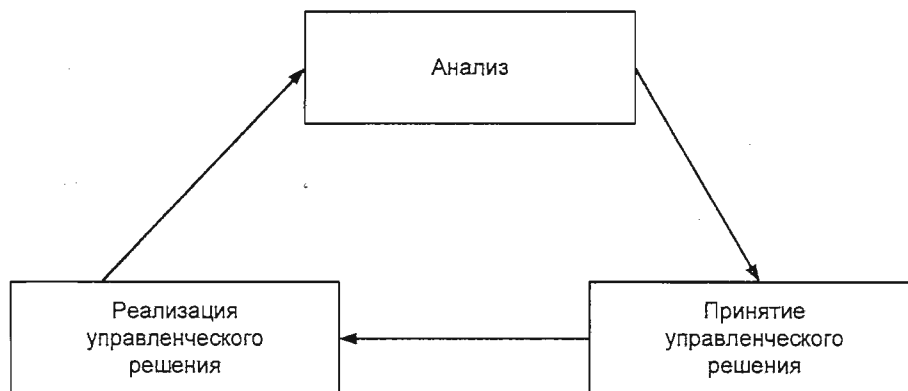 Анализ
Реализация
управленческого
решения
Принятие
управленческого
решения